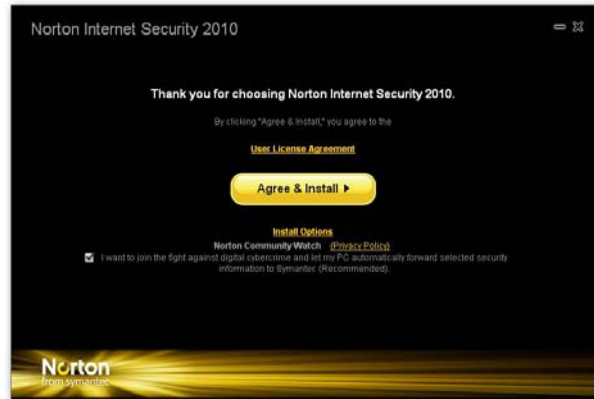 Norton Internet Security 2010
Thank you for choosing Norton Internet Security 2010.
By clicking "Agree & Install," you agree to the
User License Agreement
Agree & Install
Install Options
Norton Community Watch (Privacy Policy)
I want to join the fight against digital cybercrime and let my PC automatically forward selected security
information to Symantec (Recommended).
Norton
from symantec